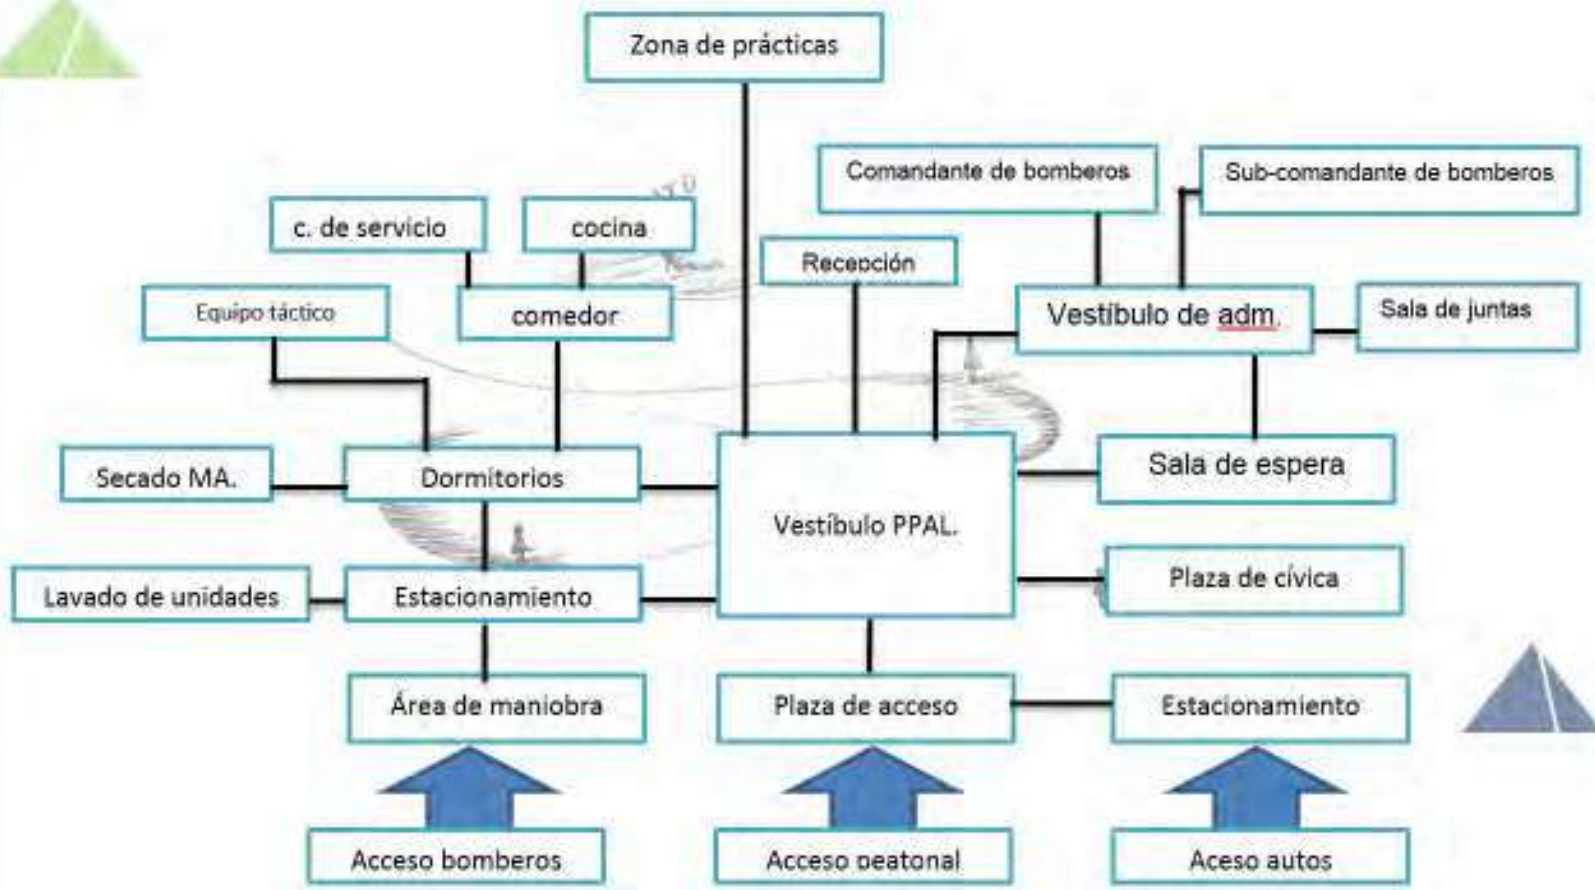 Zona de prácticas
Comandante de bomberos
Sub-comandante de bomberos
c. de servicio
cocina
Recepción
Equipo táctico
comedor
Vestíbulo de adm.
Sala de juntas
Secado MA.
Dormitorios
Sala de espera
Vestíbulo PPAL.
Plaza de cívica
Lavado de unidades
Estacionamiento
Área de maniobra
Plaza de acceso
Estacionamiento
Acceso bomberos
Acceso peatonal
Aceso autos